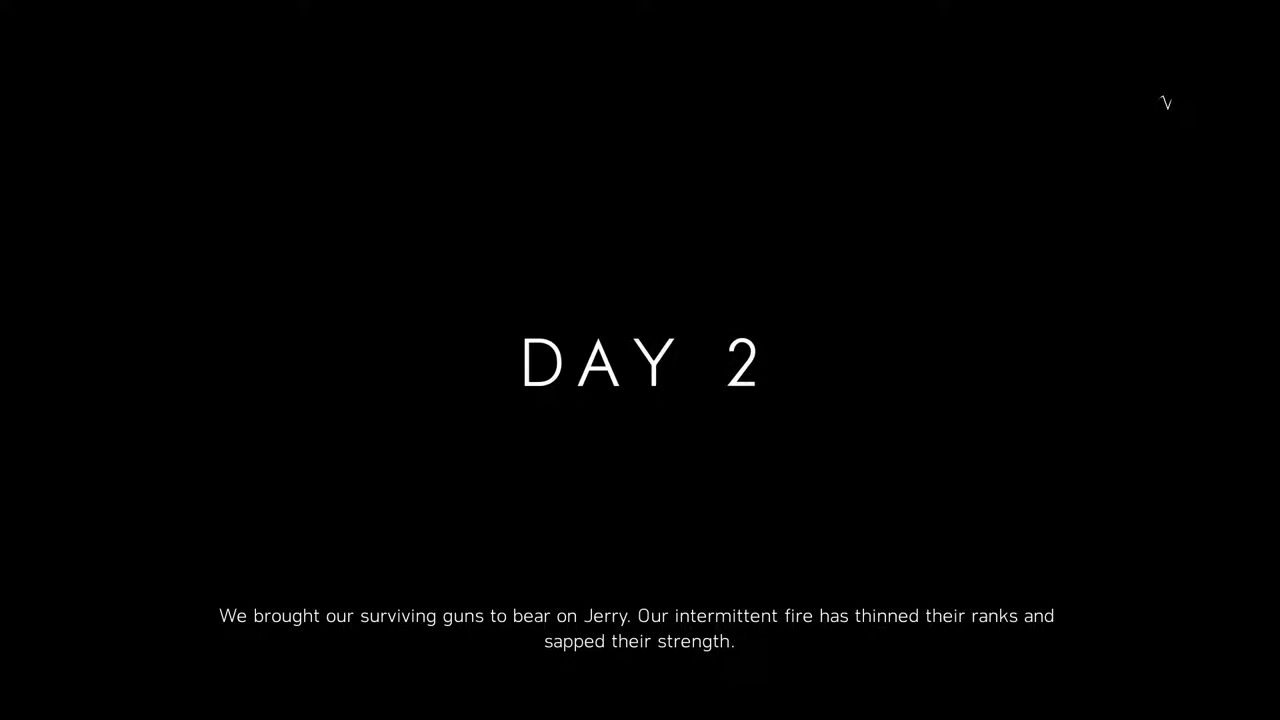 DAY 2
We brought our surviving guns to bear on Jerry. Our intermittent fire has thinned their ranks and
sapped their strength.